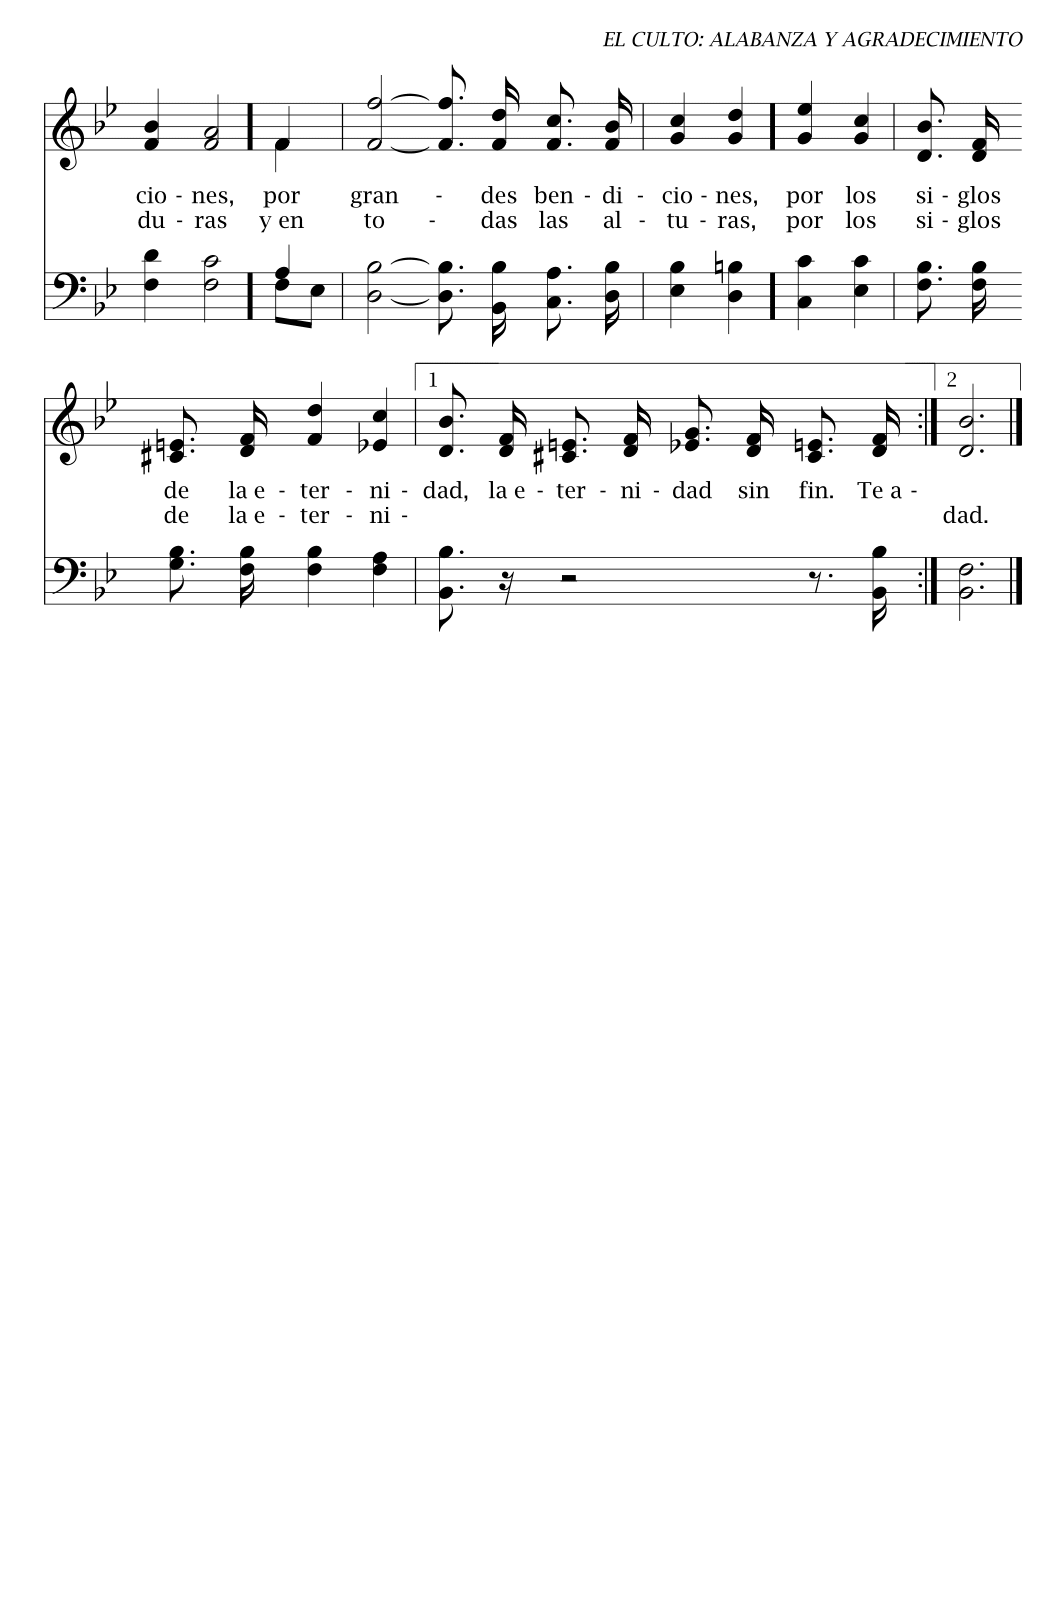 EL CULTO: ALABANZA Y AGRADECIMIENTO
cio - nes, por gran - des ben - di - cio - nes, por los si - glos
du - ras y en to - das las al - tu - ras, por los si - glos
1 2
de la e - ter - ni - dad, la e - ter - ni - dad sin fin. Te a -
de la e - ter - ni - dad.